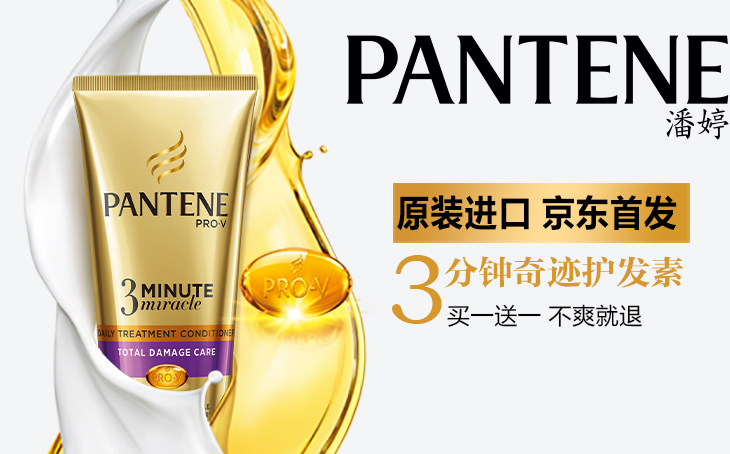 PANTENE
潘婷
原装进口 京东首发
3分钟奇迹护发素
买一送一 不爽就退
PANTENE
PRO-V
3 MINUTE
miracle
DAILY TREATMENT CONDITIONER
TOTAL DAMAGE CARE
PRO-V
PRO-V